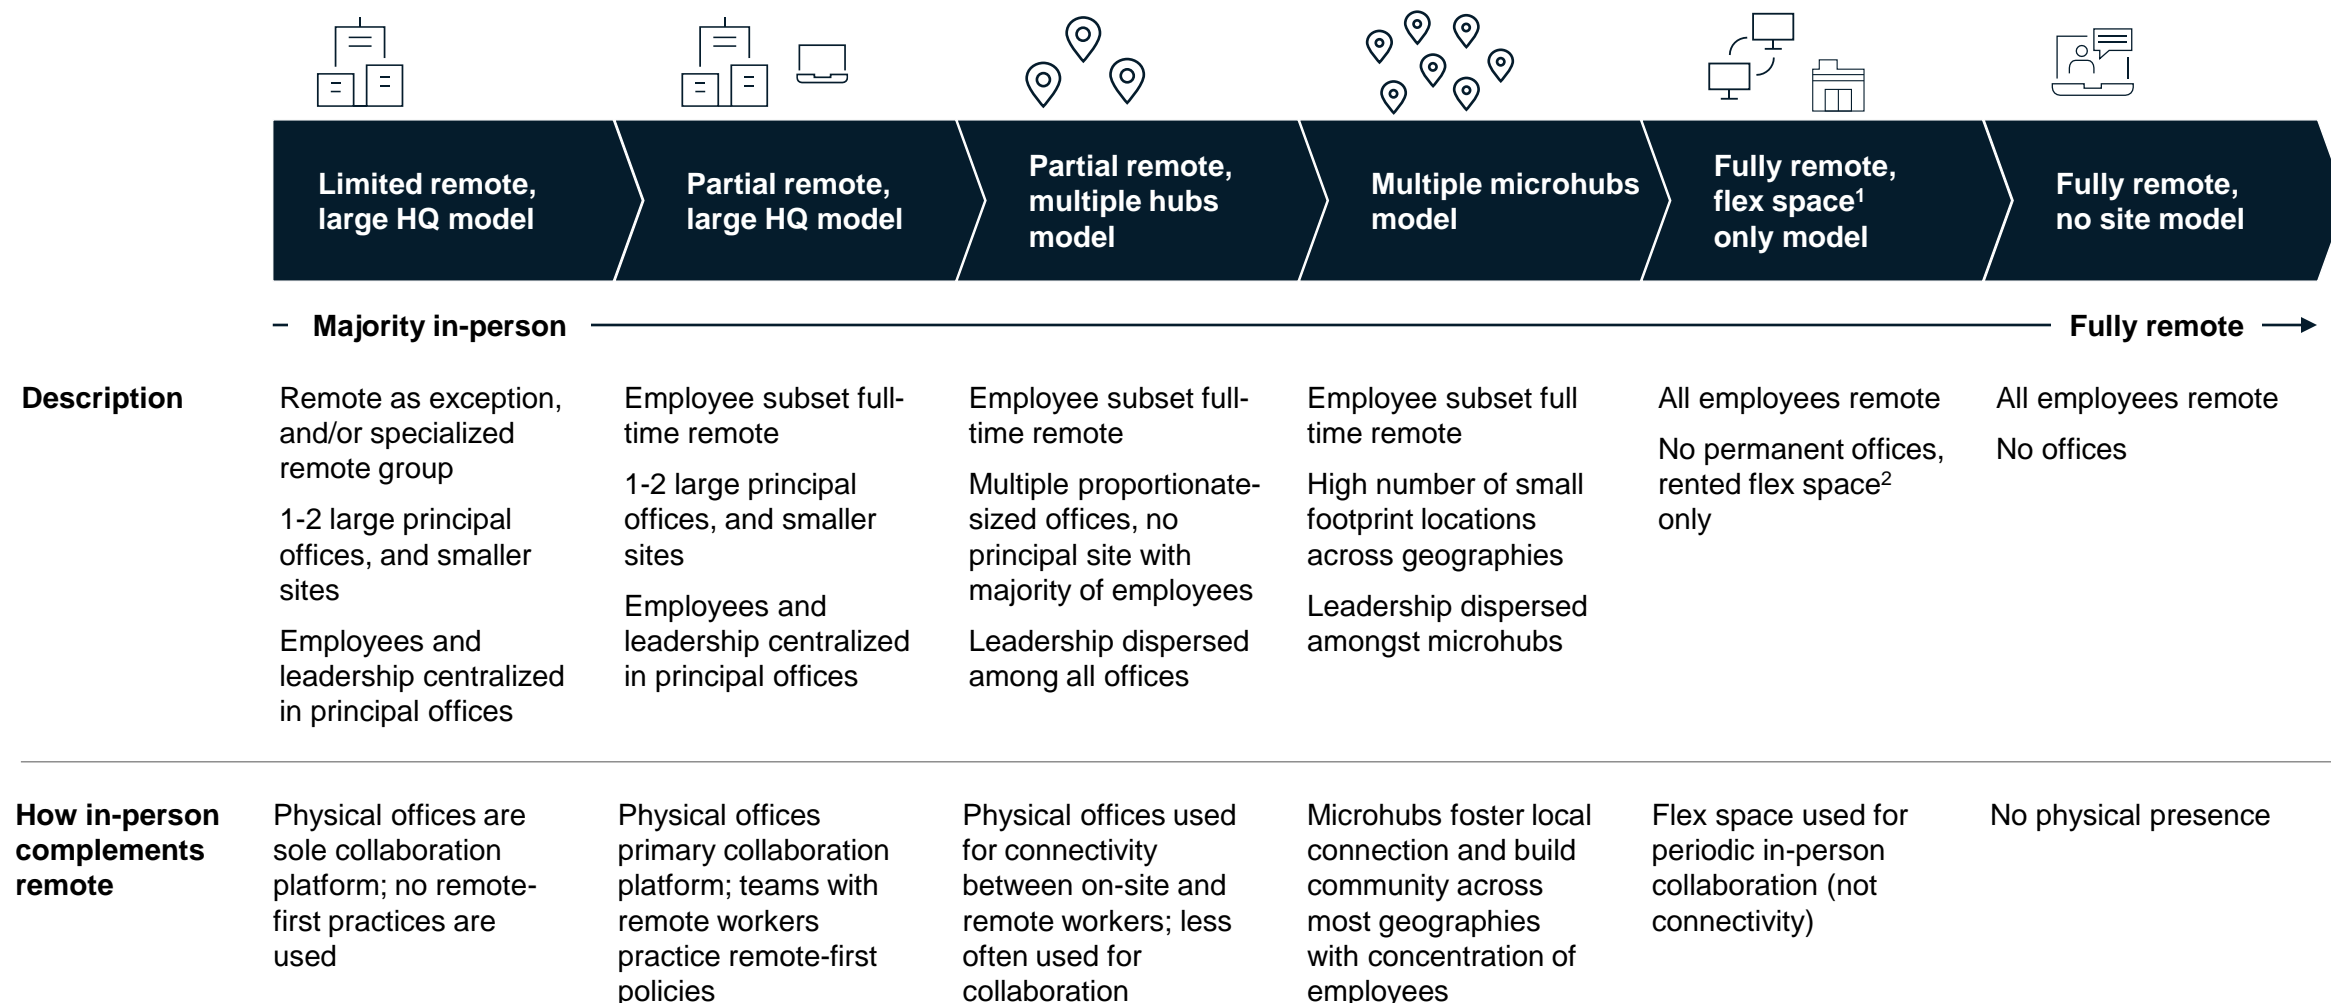 Limited remote,
large HQ model
Partial remote,
large HQ model
Partial remote,
multiple hubs
model
Multiple microhubs
model
Fully remote,
flex space¹
only model
Fully remote,
no site model
Majority in-person
Fully remote
Description
Remote as exception,
and/or specialized
remote group
1-2 large principal
offices, and smaller
sites
Employees and
leadership centralized
in principal offices
Employee subset full-
time remote
1-2 large principal
offices, and smaller
sites
Employees and
leadership centralized
in principal offices
Employee subset full-
time remote
Multiple proportionate-
sized offices, no
principal site with
majority of employees
Leadership dispersed
among all offices
Employee subset full
time remote
High number of small
footprint locations
across geographies
Leadership dispersed
amongst microhubs
All employees remote
No permanent offices,
rented flex space²
only
All employees remote
No offices
How in-person
complements
remote
Physical offices are
sole collaboration
platform; no remote-
first practices are
used
Physical offices
primary collaboration
platform; teams with
remote workers
practice remote-first
policies
Physical offices used
for connectivity
between on-site and
remote workers; less
often used for
collaboration
Microhubs foster local
connection and build
community across
most geographies
with concentration of
employees
Flex space used for
periodic in-person
collaboration (not
connectivity)
No physical presence